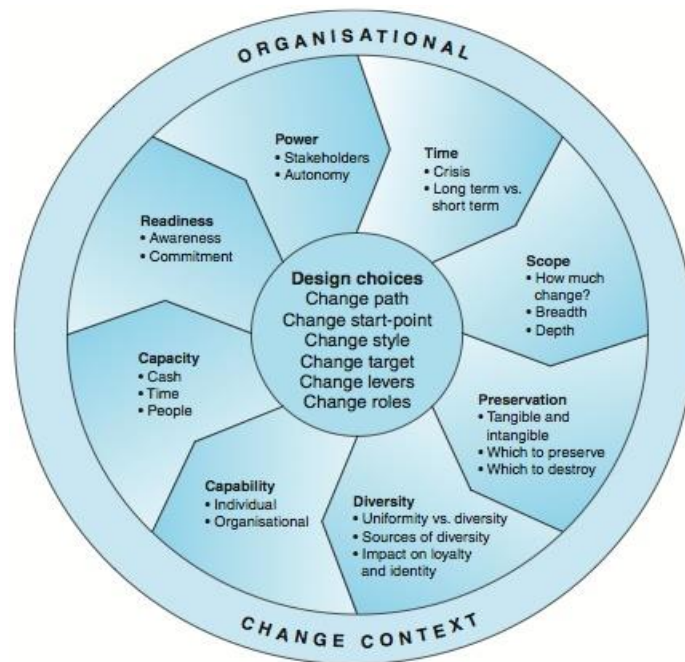 ORGANISATIONAL
Power
• Stakeholders
• Autonomy
Time
• Crisis
• Long term vs.
short term
Scope
• How much
change?
• Breadth
• Depth
Preservation
• Tangible and
intangible
• Which to preserve
• Which to destroy
Diversity
• Uniformity vs. diversity
• Sources of diversity
• Impact on loyalty
and identity
Capability
• Individual
• Organisational
Capacity
• Cash
• Time
• People
Readiness
• Awareness
• Commitment
Design choices
Change path
Change start-point
Change style
Change target
Change levers
Change roles
CHANGE CONTEXT